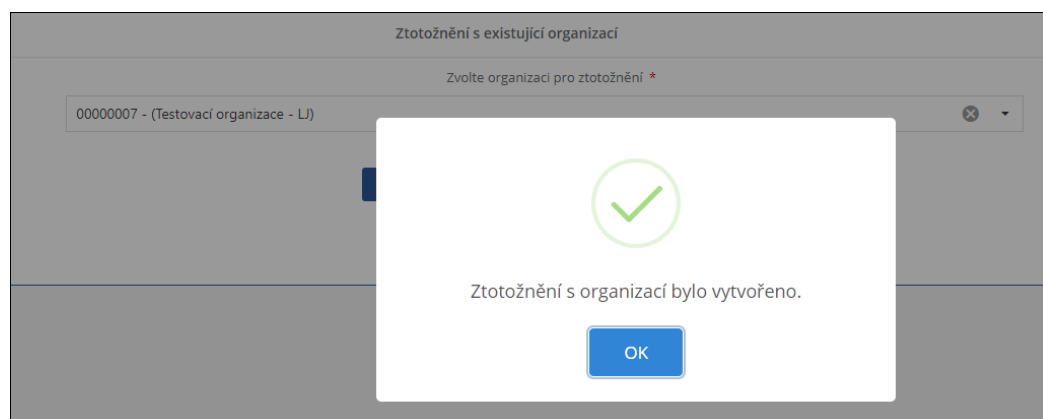 Ztotožnění s existující organizací
Zvolte organizaci pro ztotožnění *
00000007 - (Testovací organizace - LJ)
Ztotožnění s organizací bylo vytvořeno.
OK